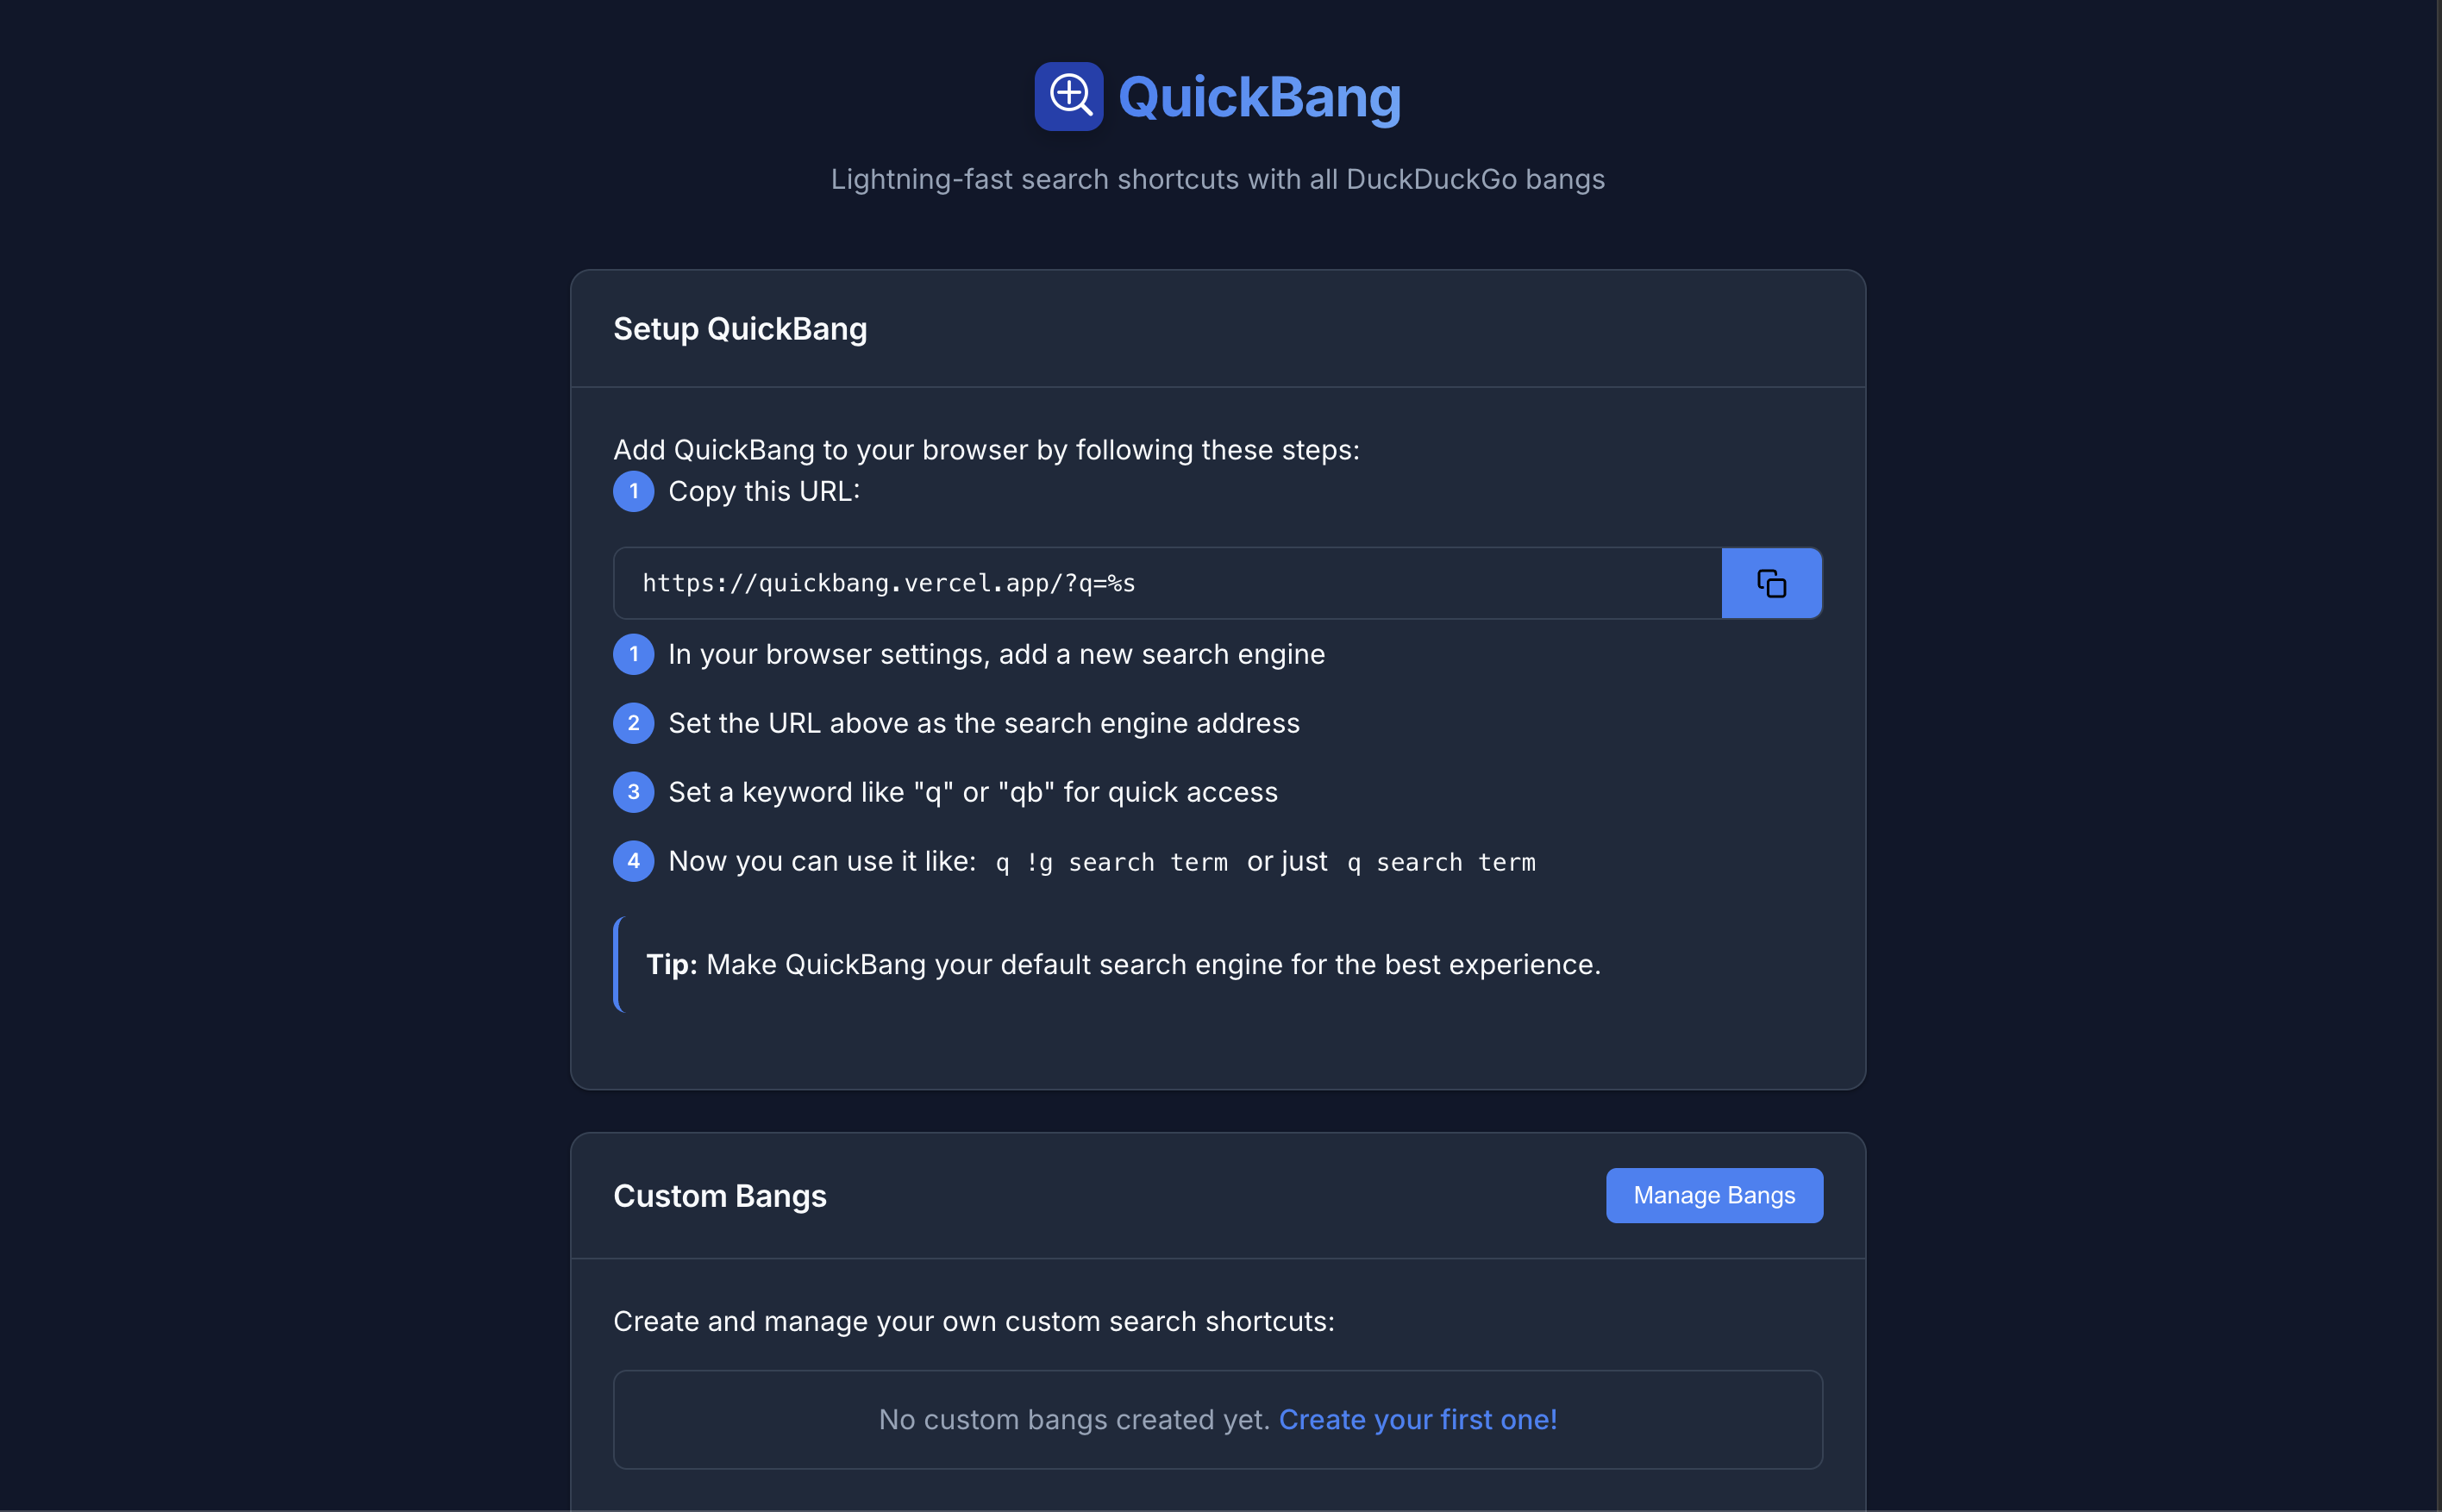 QuickBang
Lightning-fast search shortcuts with all DuckDuckGo bangs
Setup QuickBang
Add QuickBang to your browser by following these steps:
1 Copy this URL:
https://quickbang.vercel.app/?q=%s
1 In your browser settings, add a new search engine
2 Set the URL above as the search engine address
3 Set a keyword like "q" or "qb" for quick access
4 Now you can use it like: q !g search term or just q search term
Tip: Make QuickBang your default search engine for the best experience.
Custom Bangs
Manage Bangs
Create and manage your own custom search shortcuts:
No custom bangs created yet. Create your first one!